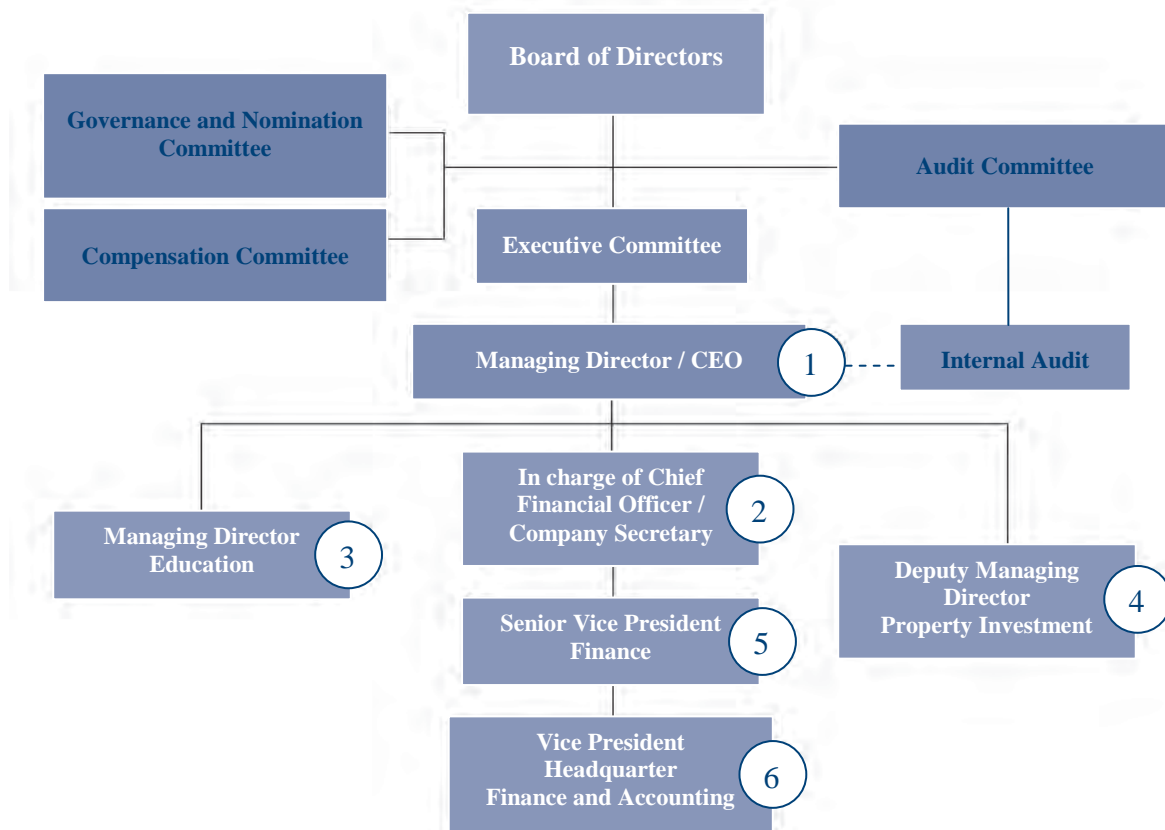 Board of Directors
Governance and Nomination
Committee
Audit Committee
Compensation Committee
Executive Committee
Managing Director / CEO
1
Internal Audit
In charge of Chief
Financial Officer /
Company Secretary
2
Managing Director
Education
3
Deputy Managing
Director
Property Investment
4
Senior Vice President
Finance
5
Vice President
Headquarter
Finance and Accounting
6